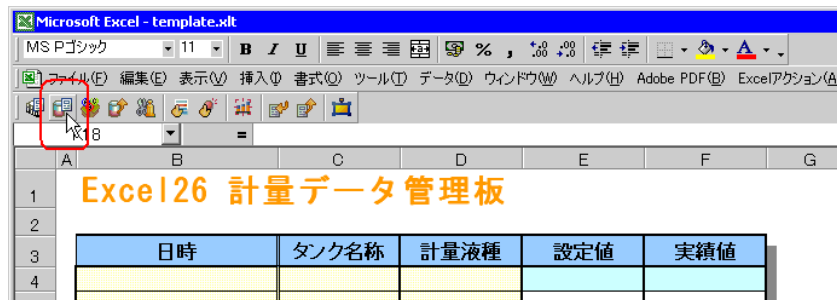 Microsoft Excel - template.xlt
MS Pゴシック 11 B I U % ,
ファイル(F) 編集(E) 表示(V) 挿入(I) 書式(O) ツール(T) データ(D) ウィンドウ(W) ヘルプ(H) Adobe PDF(B) Excelアクション(A
K18 =
A B C D E F G
1 Excel26 計量データ管理板
2
3 日時 タンク名称 計量液種 設定値 実績値
4